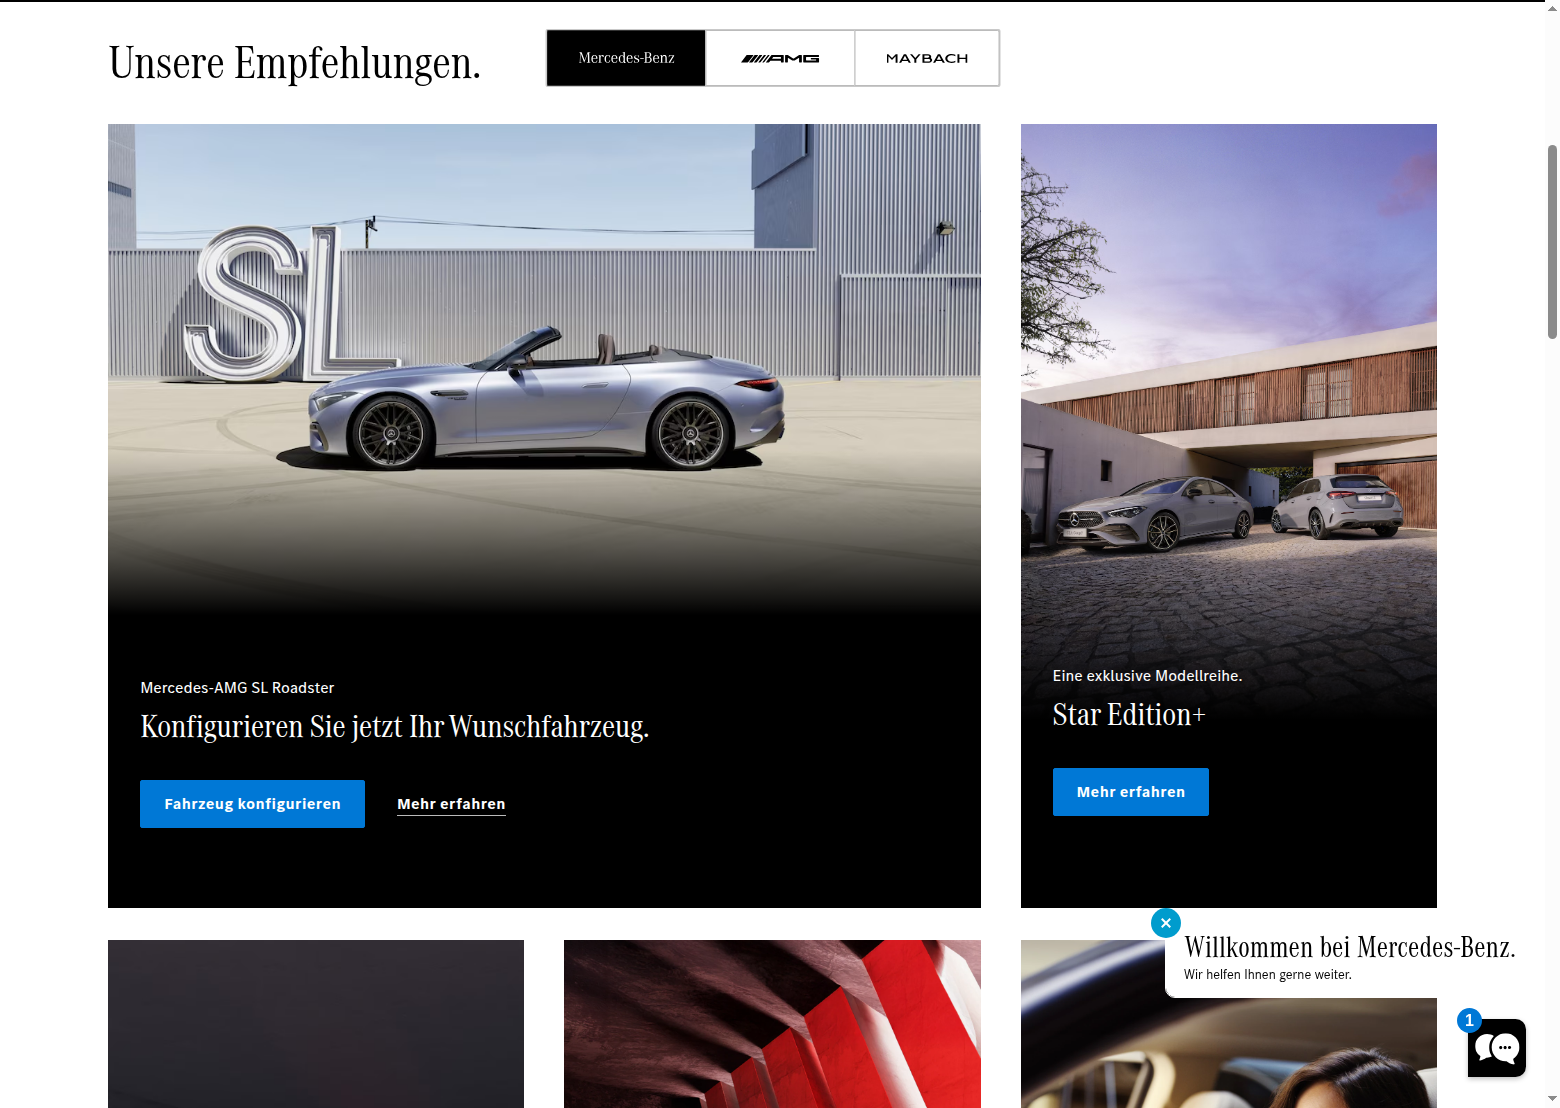 Unsere Empfehlungen.
Mercedes-Benz
AMG
MAYBACH
SL
Mercedes-AMG SL Roadster
Konfigurieren Sie jetzt Ihr Wunschfahrzeug.
Fahrzeug konfigurieren
Mehr erfahren
Eine exklusive Modellreihe.
Star Edition+
Mehr erfahren
Willkommen bei Mercedes-Benz.
Wir helfen Ihnen gerne weiter.
1